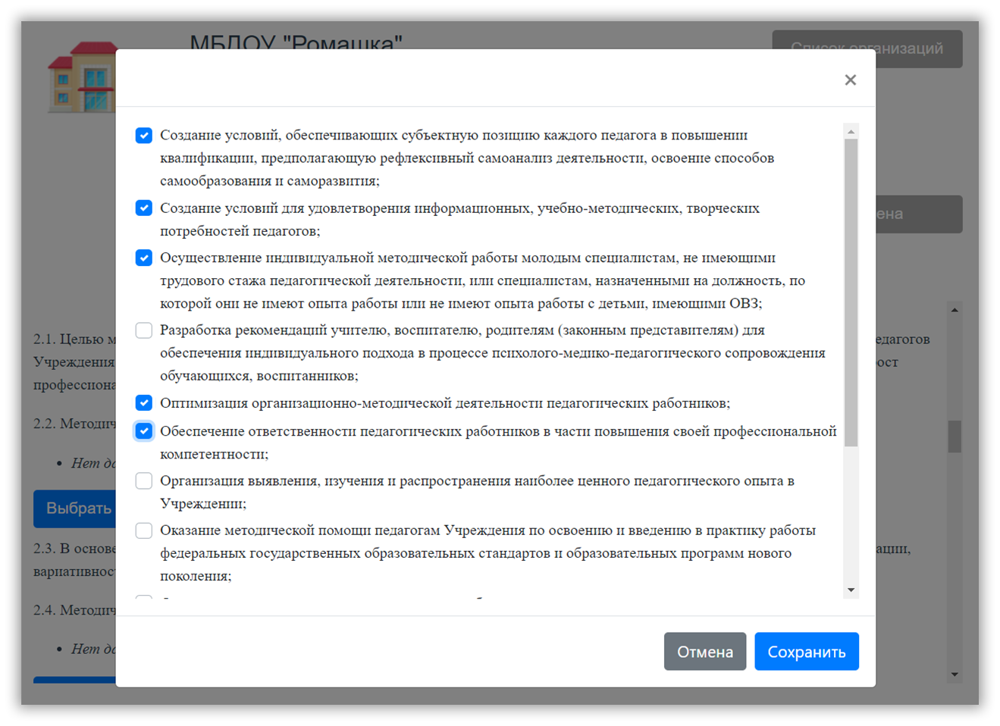 МБДОУ "Ромашка"
Список организаций
×
Создание условий, обеспечивающих субъектную позицию каждого педагога в повышении
квалификации, предполагающую рефлексивный самоанализ деятельности, освоение способов
самообразования и саморазвития;
Создание условий для удовлетворения информационных, учебно-методических, творческих
потребностей педагогов;
Осуществление индивидуальной методической работы молодым специалистам, не имеющими
трудового стажа педагогической деятельности, или специалистам, назначенными на должность, по
которой они не имеют опыта работы или не имеют опыта работы с детьми, имеющими ОВЗ;
Разработка рекомендаций учителю, воспитателю, родителям (законным представителям) для
обеспечения индивидуального подхода в процессе психолого-медико-педагогического сопровождения
обучающихся, воспитанников;
Оптимизация организационно-методической деятельности педагогических работников;
Обеспечение ответственности педагогических работников в части повышения своей профессиональной
компетентности;
Организация выявления, изучения и распространения наиболее ценного педагогического опыта в
Учреждении;
Оказание методической помощи педагогам Учреждения по освоению и введению в практику работы
федеральных государственных образовательных стандартов и образовательных программ нового
поколения;
Отмена
Сохранить
ена
2.1. Целью м
едагогов
Учреждения
ост
профессиона
2.2. Методич
Нет да
Выбрать
2.3. В основе
ации,
вариативнос
2.4. Методич
Нет да